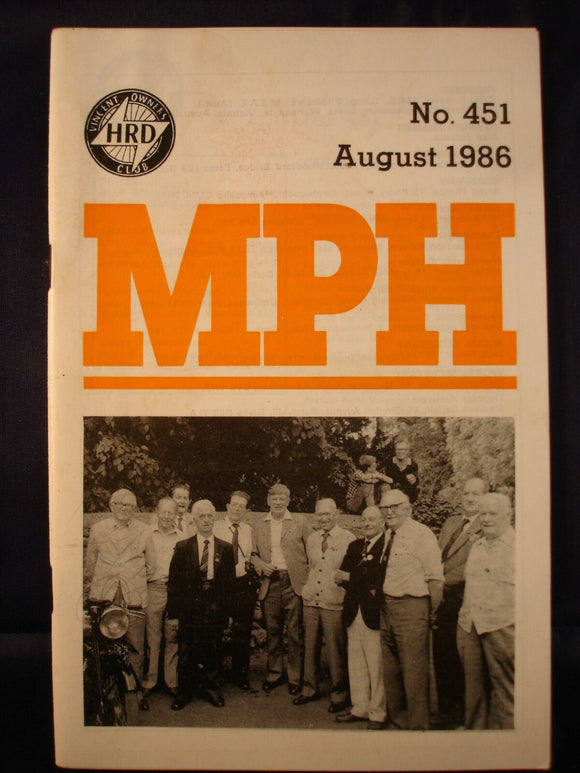 VINCENT OWNERS
HRD
CLUB
No. 451
August 1986
MPH